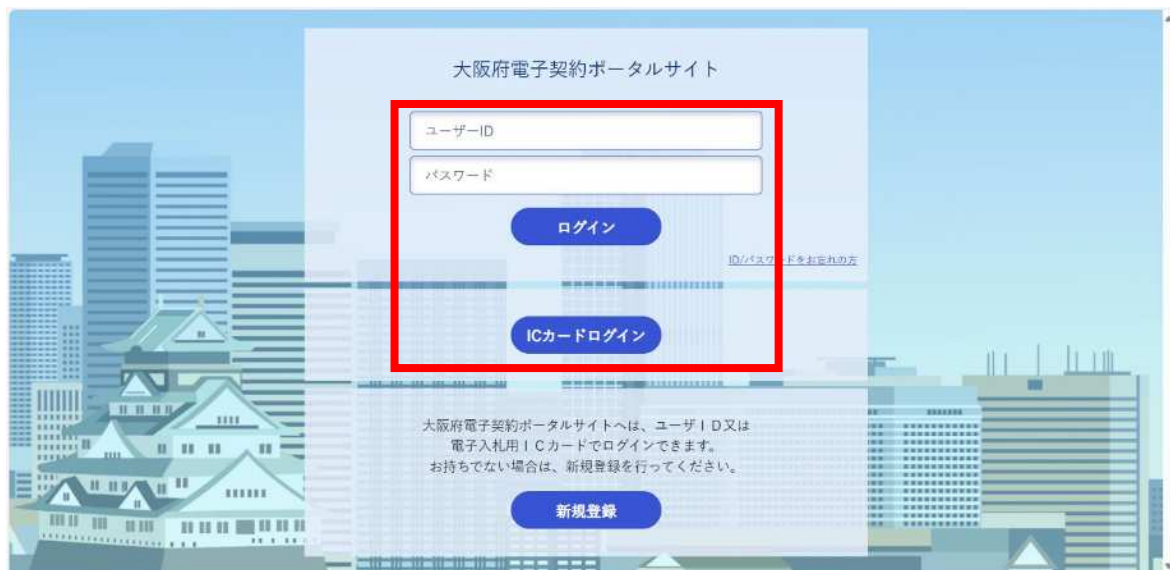 大阪府電子契約ポータルサイト
ユーザーID
パスワード
ログイン
ID/パスワードをお忘れの方
ICカードログイン
大阪府電子契約ポータルサイトへは、ユーザＩＤ又は
電子入札用ＩＣカードでログインできます。
お持ちでない場合は、新規登録を行ってください。
新規登録